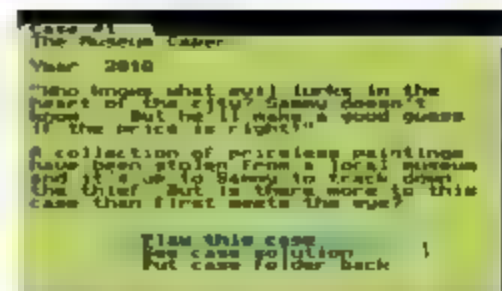 Case #1
The Museum Caper
Year 2010
"Who knows what evil lurks in the
heart of the city? Sammy doesn't
know. But he'll make a good guess
if the price is right!"
A collection of priceless paintings
have been stolen from a local museum
and it's up to Sammy to track down
the thief. But is there more to this
case than first meets the eye?
Play this case
See case solution
Put case folder back